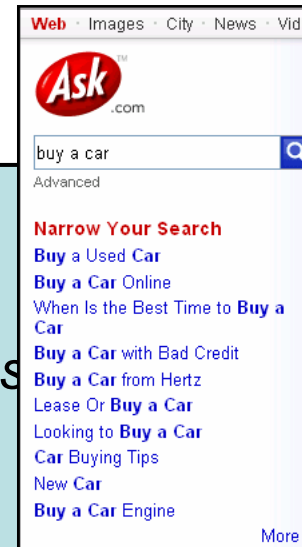 Web · Images · City · News · Vid
Ask™
.com
buy a car
Advanced
Narrow Your Search
Buy a Used Car
Buy a Car Online
When Is the Best Time to Buy a
Car
Buy a Car with Bad Credit
s
Buy a Car from Hertz
Lease Or Buy a Car
Looking to Buy a Car
Car Buying Tips
New Car
Buy a Car Engine
More